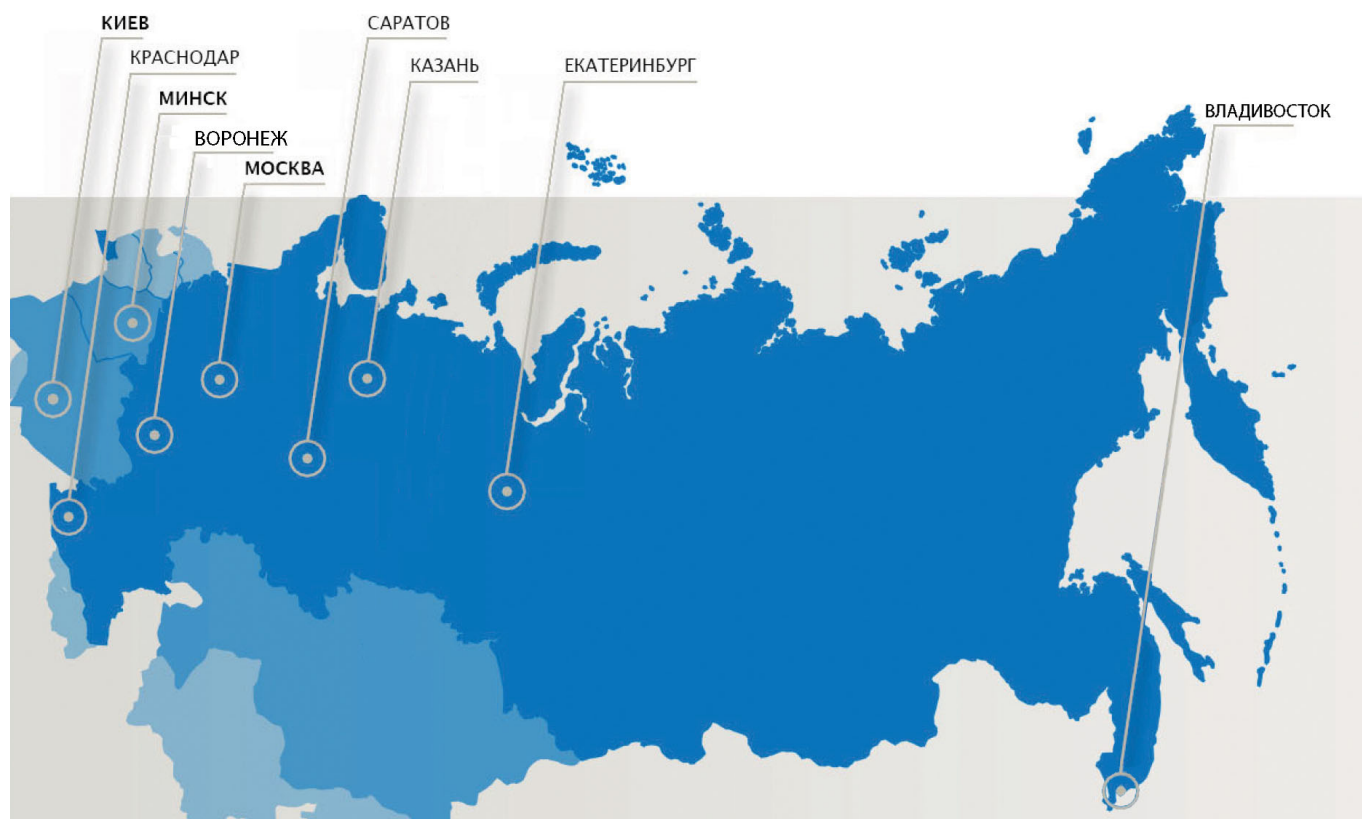 КИЕВ
САРАТОВ
КРАСНОДАР
КАЗАНЬ
ЕКАТЕРИНБУРГ
МИНСК
ВЛАДИВОСТОК
ВОРОНЕЖ
МОСКВА